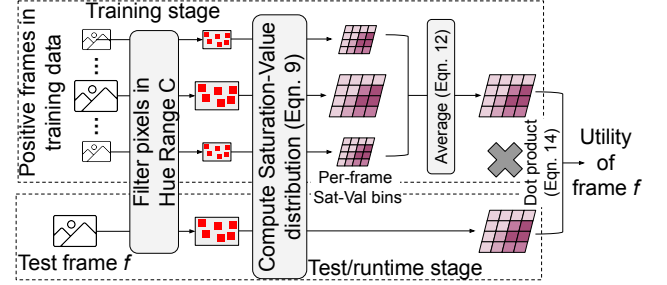 Training stage
Positive frames in
training data
Filter pixels in
Hue Range C
Compute Saturation-Value
distribution (Eqn. 9)
Per-frame
Sat-Val bins
Average (Eqn. 12)
Dot product
(Eqn. 14)
Utility
of
frame f
Test frame f
Test/runtime stage